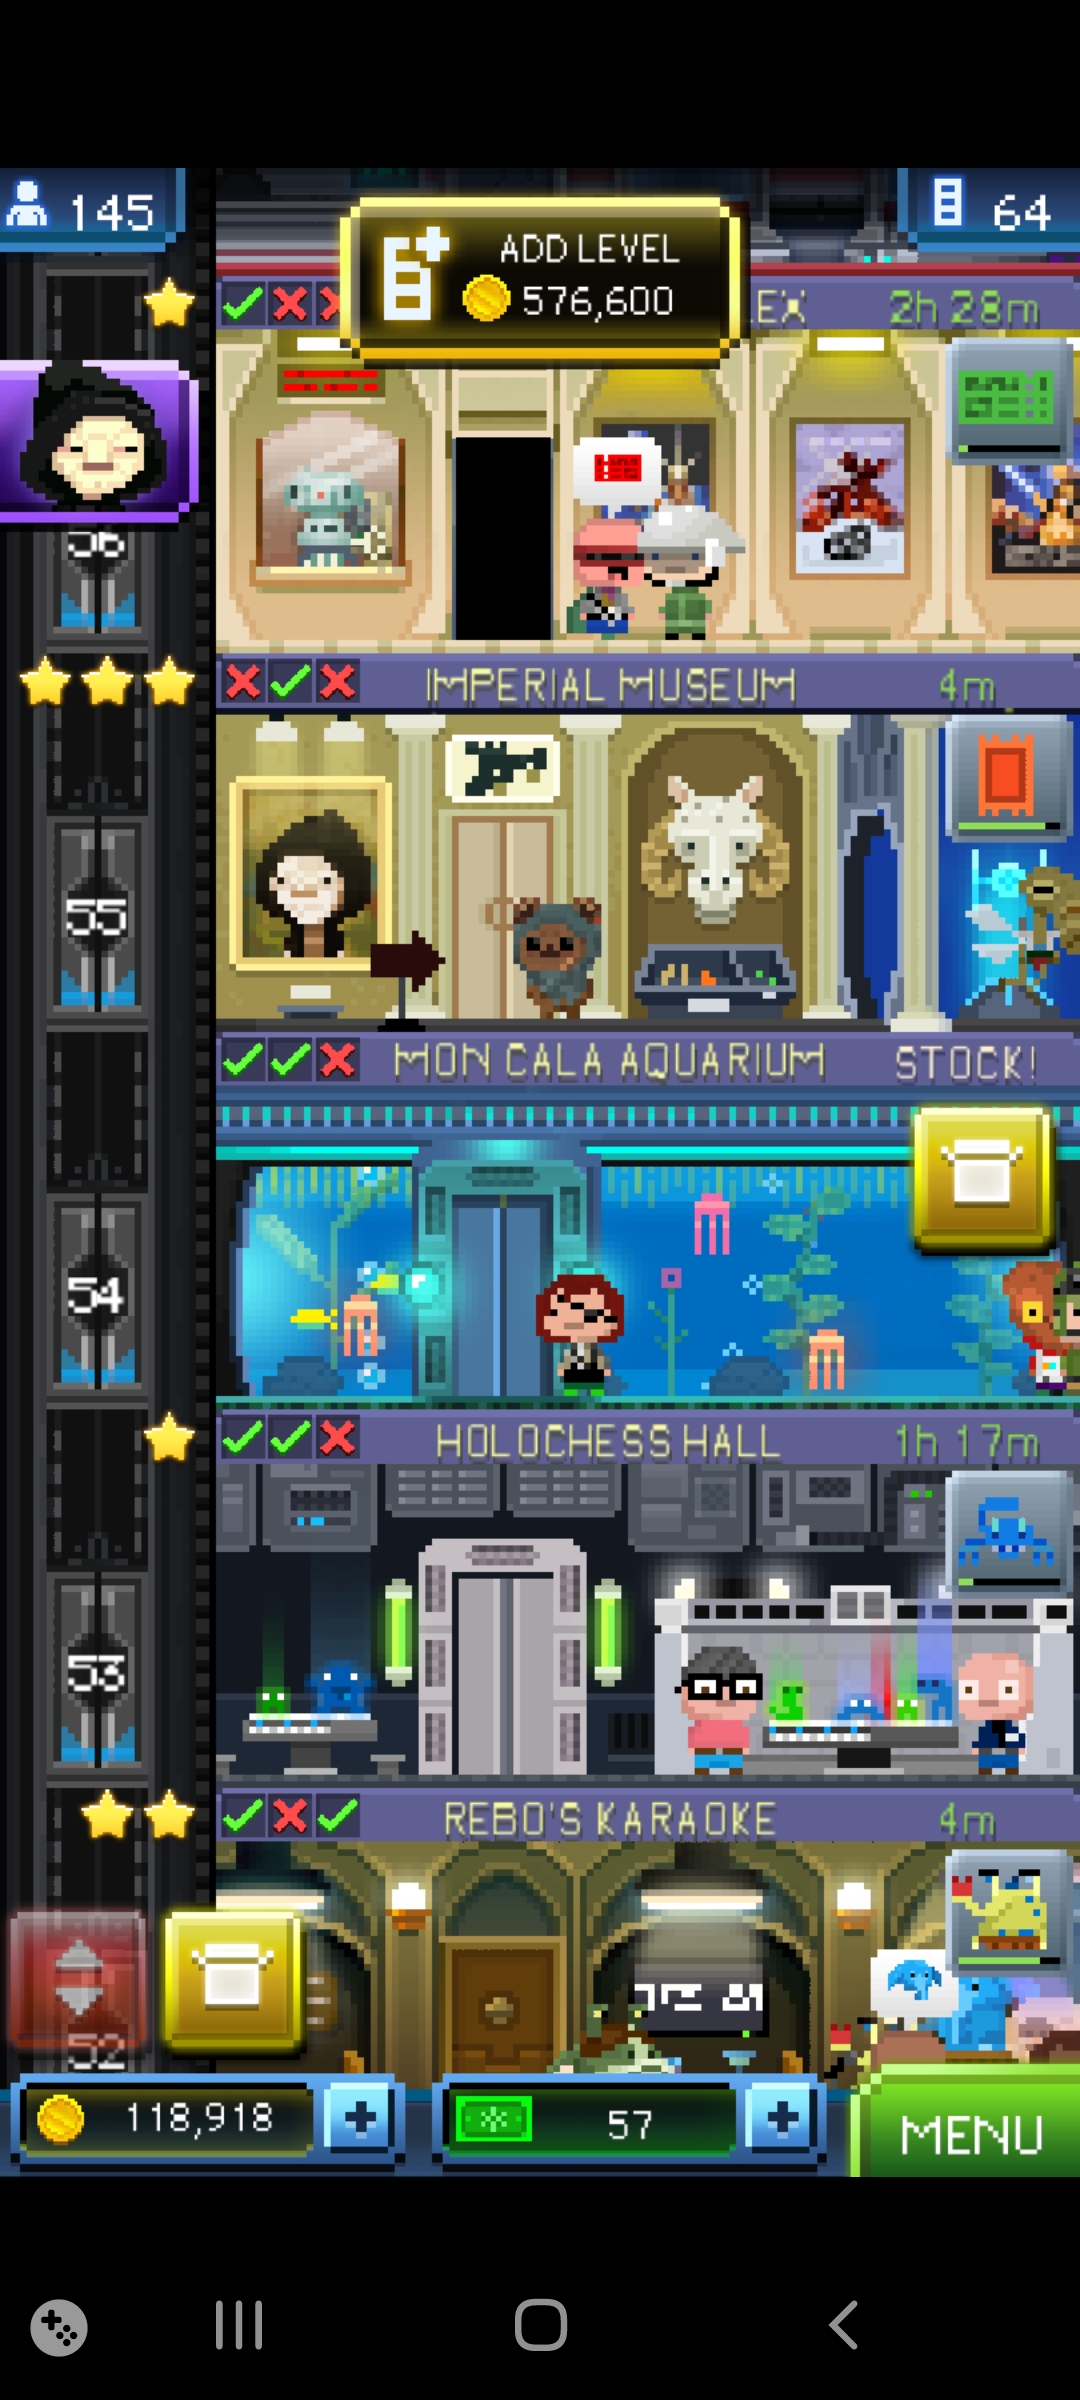 145
64
ADD LEVEL
576,600
EX 2h 28m
56
IMPERIAL MUSEUM 4m
55
MON CALA AQUARIUM STOCK!
54
HOLOCHESS HALL 1h 17m
53
REBO'S KARAOKE 4m
52
118,918
57
MENU